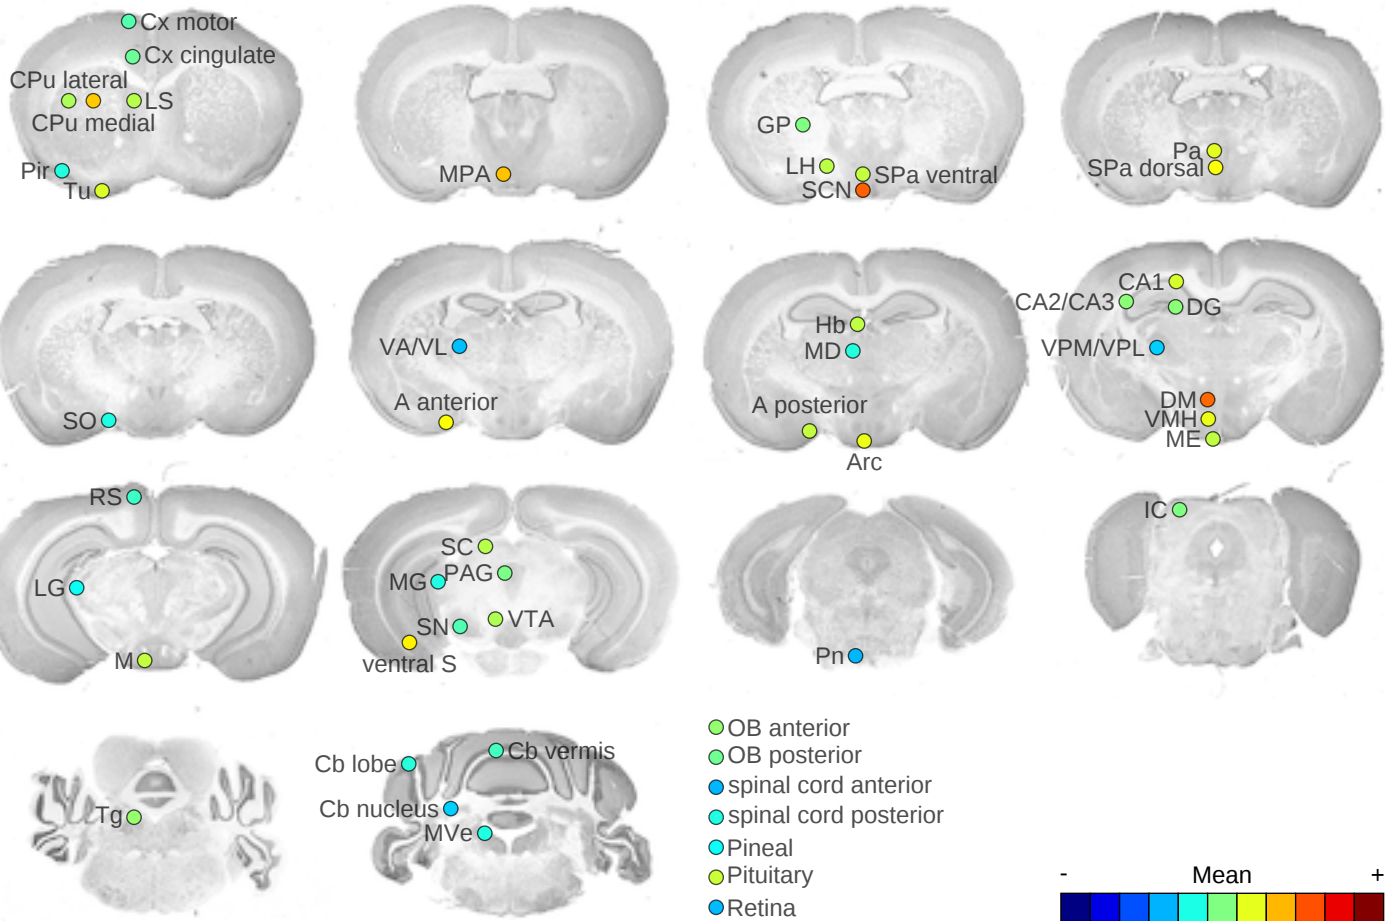 Cx motor
Cx cingulate
CPu lateral
LS
CPu medial
Pir
Tu
MPA
GP
LH
SPa ventral
SCN
Pa
SPa dorsal
SO
VA/VL
A anterior
Hb
MD
A posterior
Arc
CA1
CA2/CA3
DG
VPM/VPL
DM
VMH
ME
RS
LG
M
SC
PAG
MG
VTA
SN
ventral S
Pn
IC
Tg
Cb vermis
Cb lobe
Cb nucleus
MVe
OB anterior
OB posterior
spinal cord anterior
spinal cord posterior
Pineal
Pituitary
Retina
- Mean +